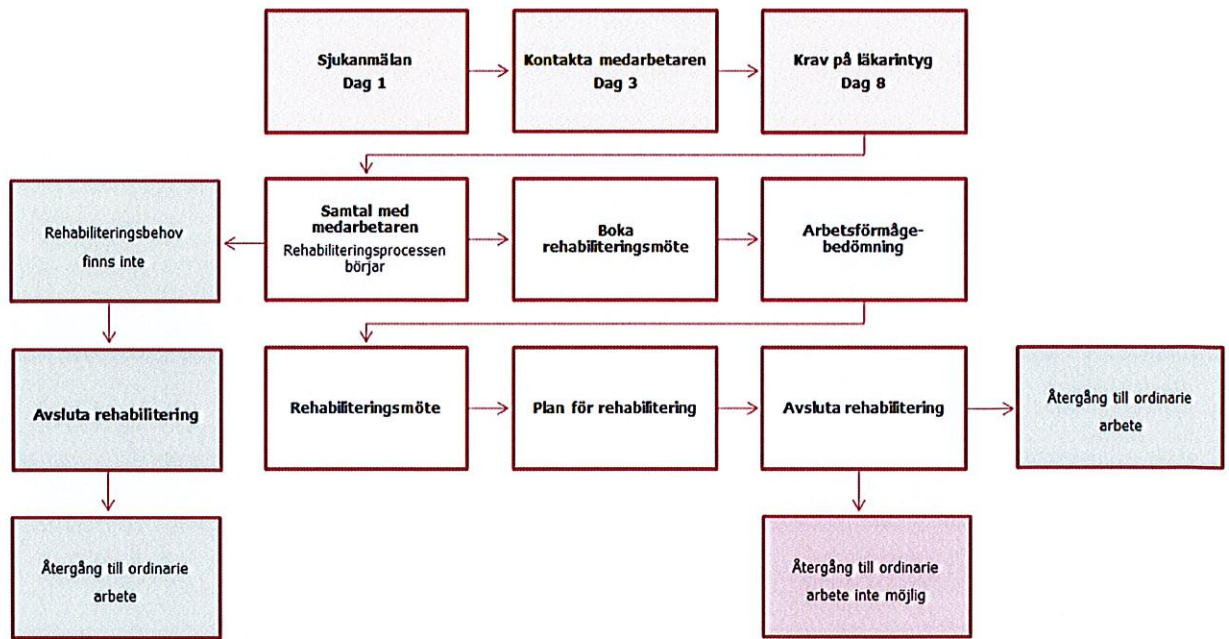 Sjukanmälan
Dag 1
Kontakta medarbetaren
Dag 3
Krav på läkarintyg
Dag 8
Rehabiliteringsbehov
finns inte
Samtal med
medarbetaren
Rehabiliteringsprocessen
börjar
Boka
rehabiliteringsmöte
Arbetsförmåge-
bedömning
Avsluta rehabilitering
Rehabiliteringsmöte
Plan för rehabilitering
Avsluta rehabilitering
Återgång till ordinarie
arbete
Återgång till ordinarie
arbete
Återgång till ordinarie
arbete inte möjlig